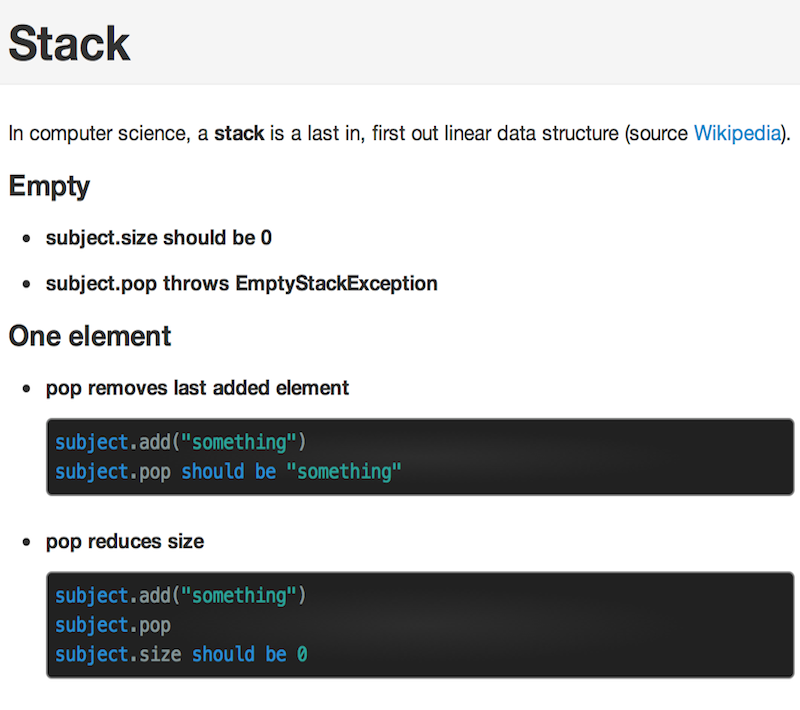 Stack
In computer science, a stack is a last in, first out linear data structure (source Wikipedia).
Empty
• subject.size should be 0
• subject.pop throws EmptyStackException
One element
• pop removes last added element
subject.add("something")
subject.pop should be "something"
• pop reduces size
subject.add("something")
subject.pop
subject.size should be 0